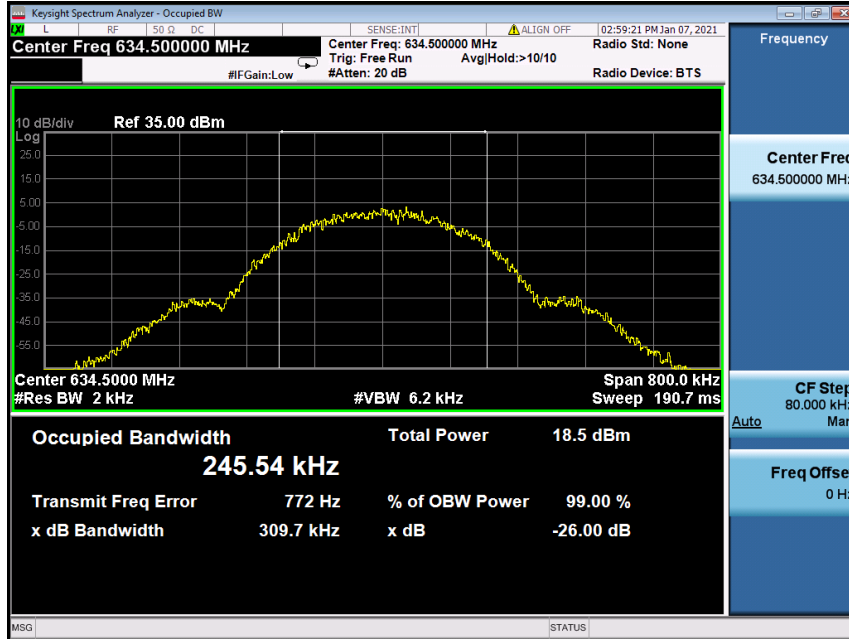 Keysight Spectrum Analyzer - Occupied BW
LXI L RF 50 Ω DC SENSE:INT ALIGN OFF 02:59:21 PM Jan 07, 2021
Center Freq 634.500000 MHz
Center Freq: 634.500000 MHz
Radio Std: None
Trig: Free Run Avg|Hold:>10/10
#IFGain:Low
#Atten: 20 dB
Radio Device: BTS
10 dB/div Ref 35.00 dBm
Log
25.0
15.0
5.00
-5.00
-15.0
-25.0
-35.0
-45.0
-55.0
Center 634.5000 MHz Span 800.0 kHz
#Res BW 2 kHz #VBW 6.2 kHz Sweep 190.7 ms
Occupied Bandwidth
245.54 kHz
Total Power 18.5 dBm
Transmit Freq Error 772 Hz % of OBW Power 99.00 %
x dB Bandwidth 309.7 kHz x dB -26.00 dB
MSG STATUS
Frequency
Center Freq
634.500000 MHz
CF Step
80.000 kHz
Auto Man
Freq Offse
0 Hz